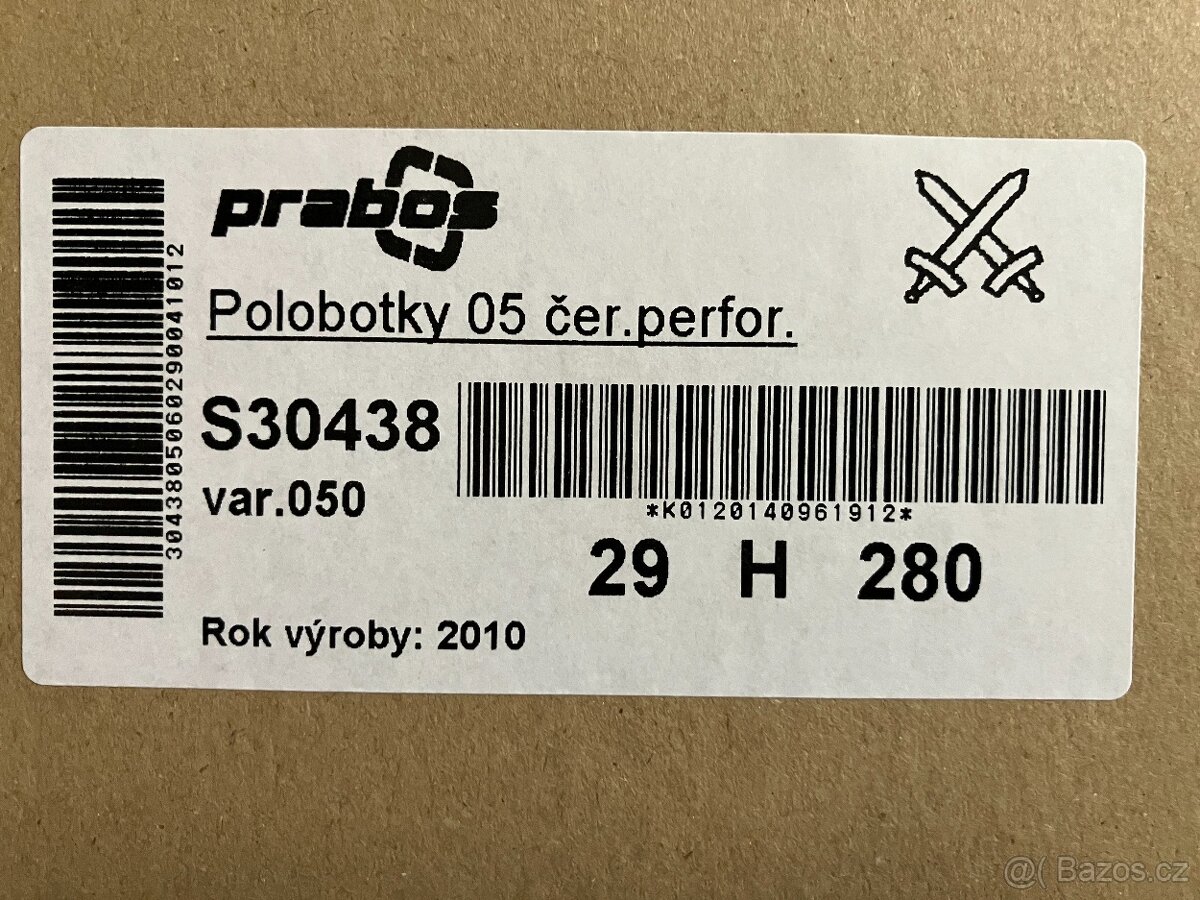 prabos
Polobotky 05 čer.perfor.
S30438
var.050
*K0120140961912*
29 H 280
Rok výroby: 2010
3043805060290041012
@( Bazos.cz